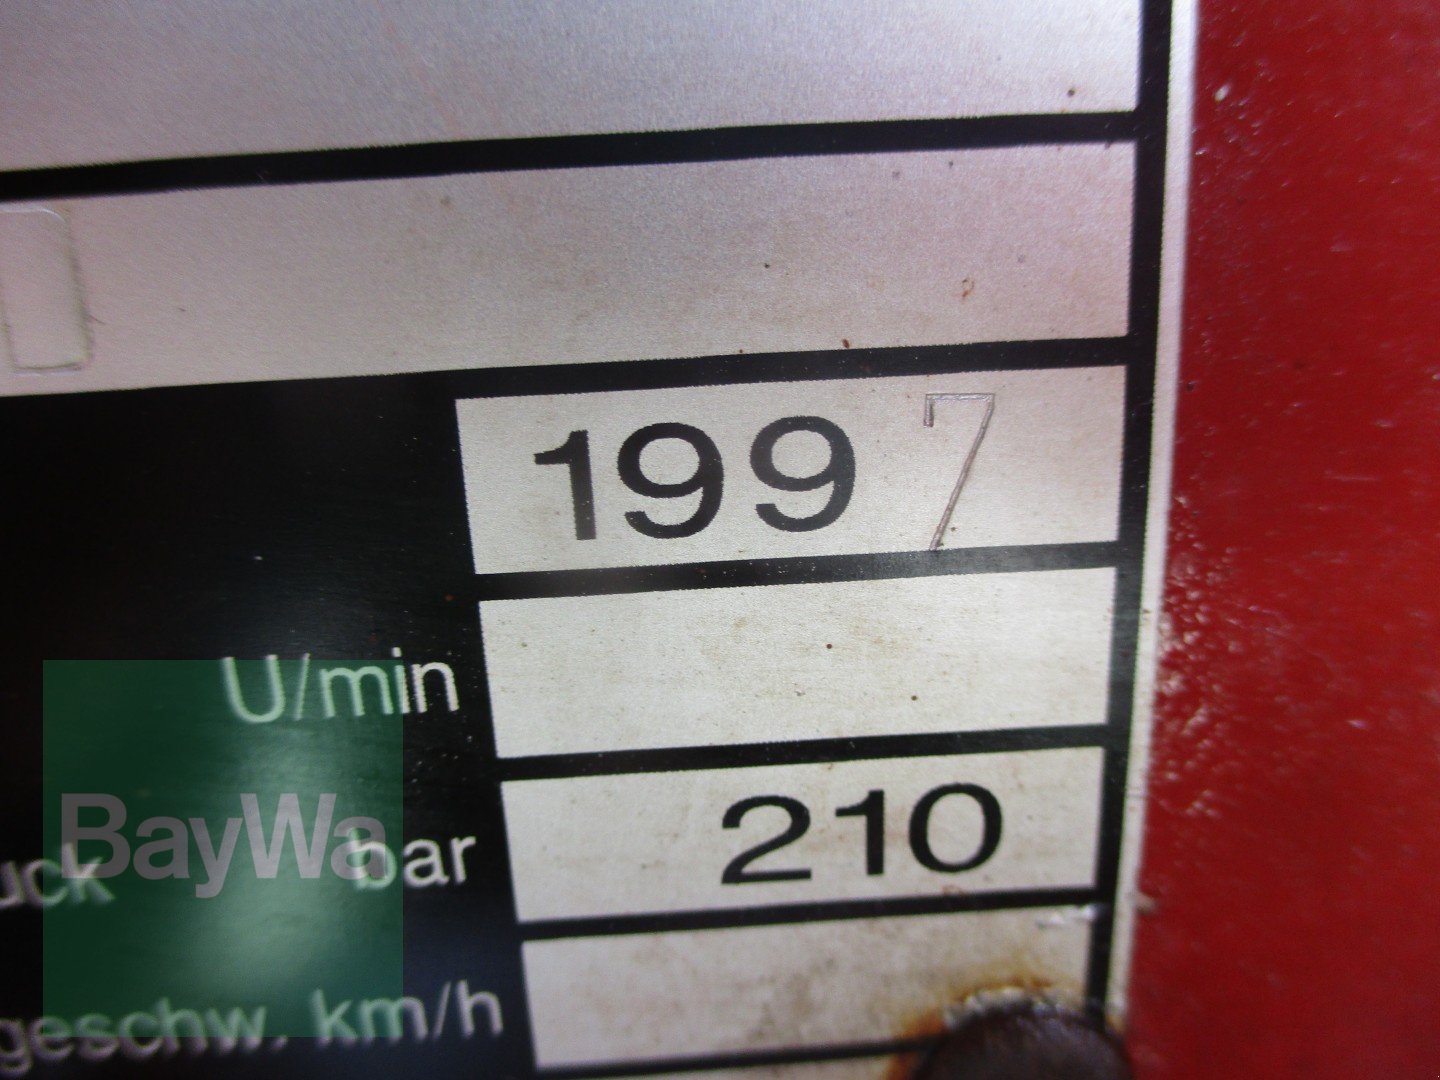 1997
U/min
uck bar 210
geschw. km/h
BayWa